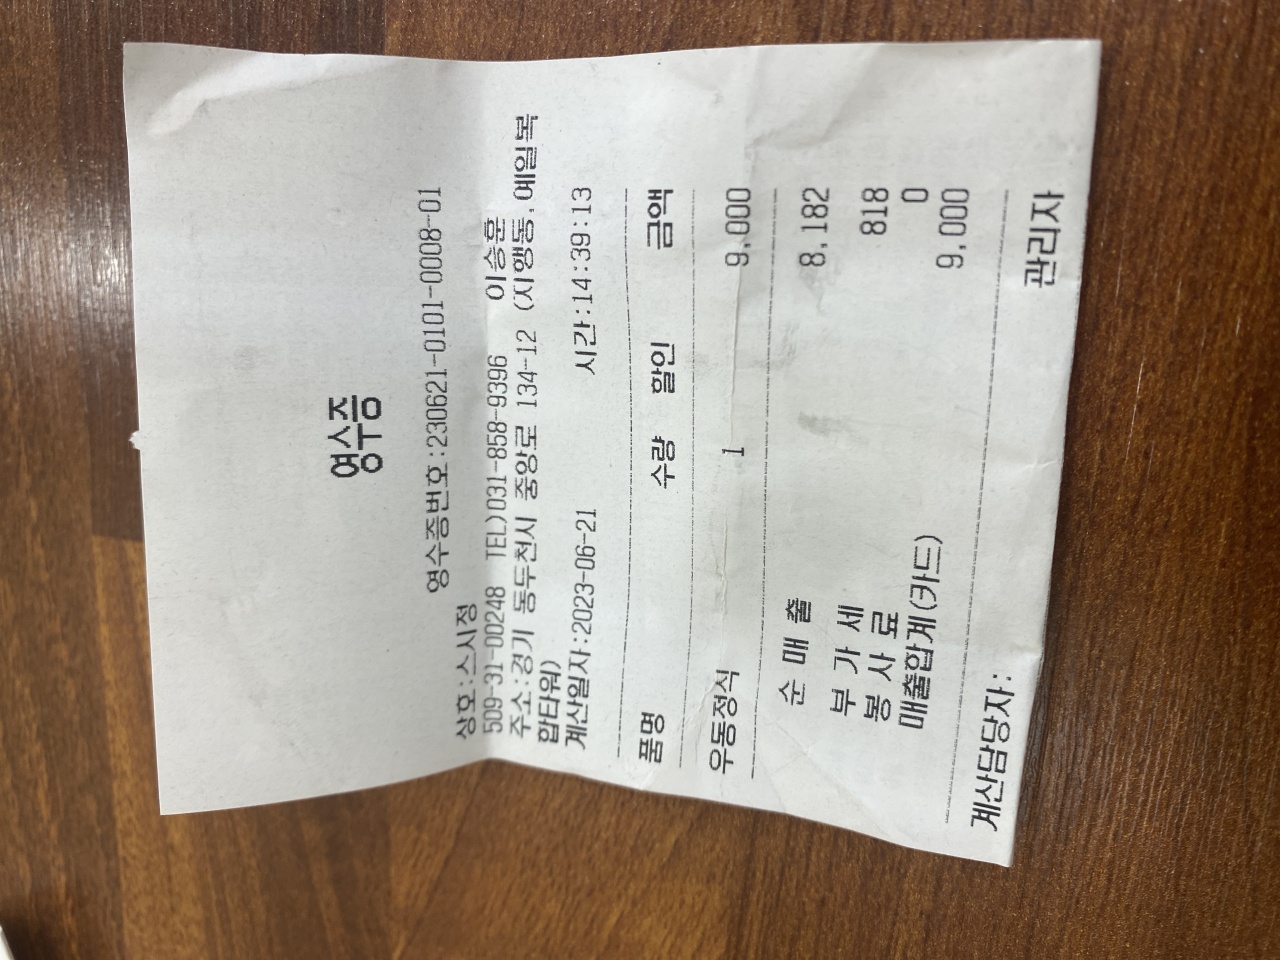 영수증
영수증번호:230621-0101-0008-01
상호:스시정
509-31-00248 TEL)031-858-9396 이승훈
주소:경기 동두천시 중앙로 134-12 (지행동,예일복
합타워)
계산일자:2023-06-21 시간:14:39:13
품명 수량 할인 금액
우동정식 1 9,000
순 매 출 8,182
부 가 세 818
봉 사 료 0
매출합계(카드) 9,000
계산담당자: 관리자